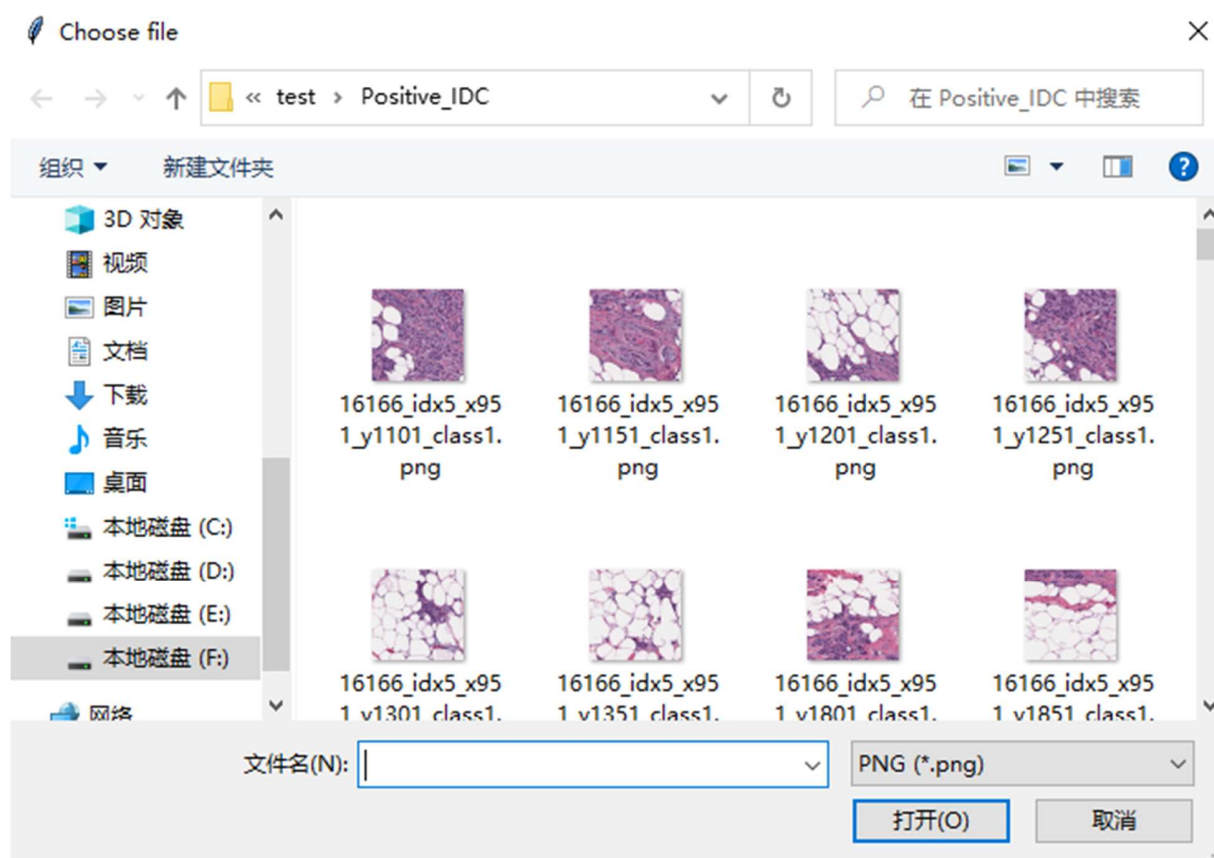 Choose file
« test › Positive_IDC
在 Positive_IDC 中搜索
组织
新建文件夹
3D 对象
视频
图片
文档
下载
音乐
桌面
本地磁盘 (C:)
本地磁盘 (D:)
本地磁盘 (E:)
本地磁盘 (F:)
网络
16166_idx5_x95
1_y1101_class1.
png
16166_idx5_x95
1_y1151_class1.
png
16166_idx5_x95
1_y1201_class1.
png
16166_idx5_x95
1_y1251_class1.
png
16166_idx5_x95
1_y1301_class1.
16166_idx5_x95
1_y1351_class1.
16166_idx5_x95
1_y1801_class1.
16166_idx5_x95
1_y1851_class1.
文件名(N):
PNG (*.png)
打开(O)
取消